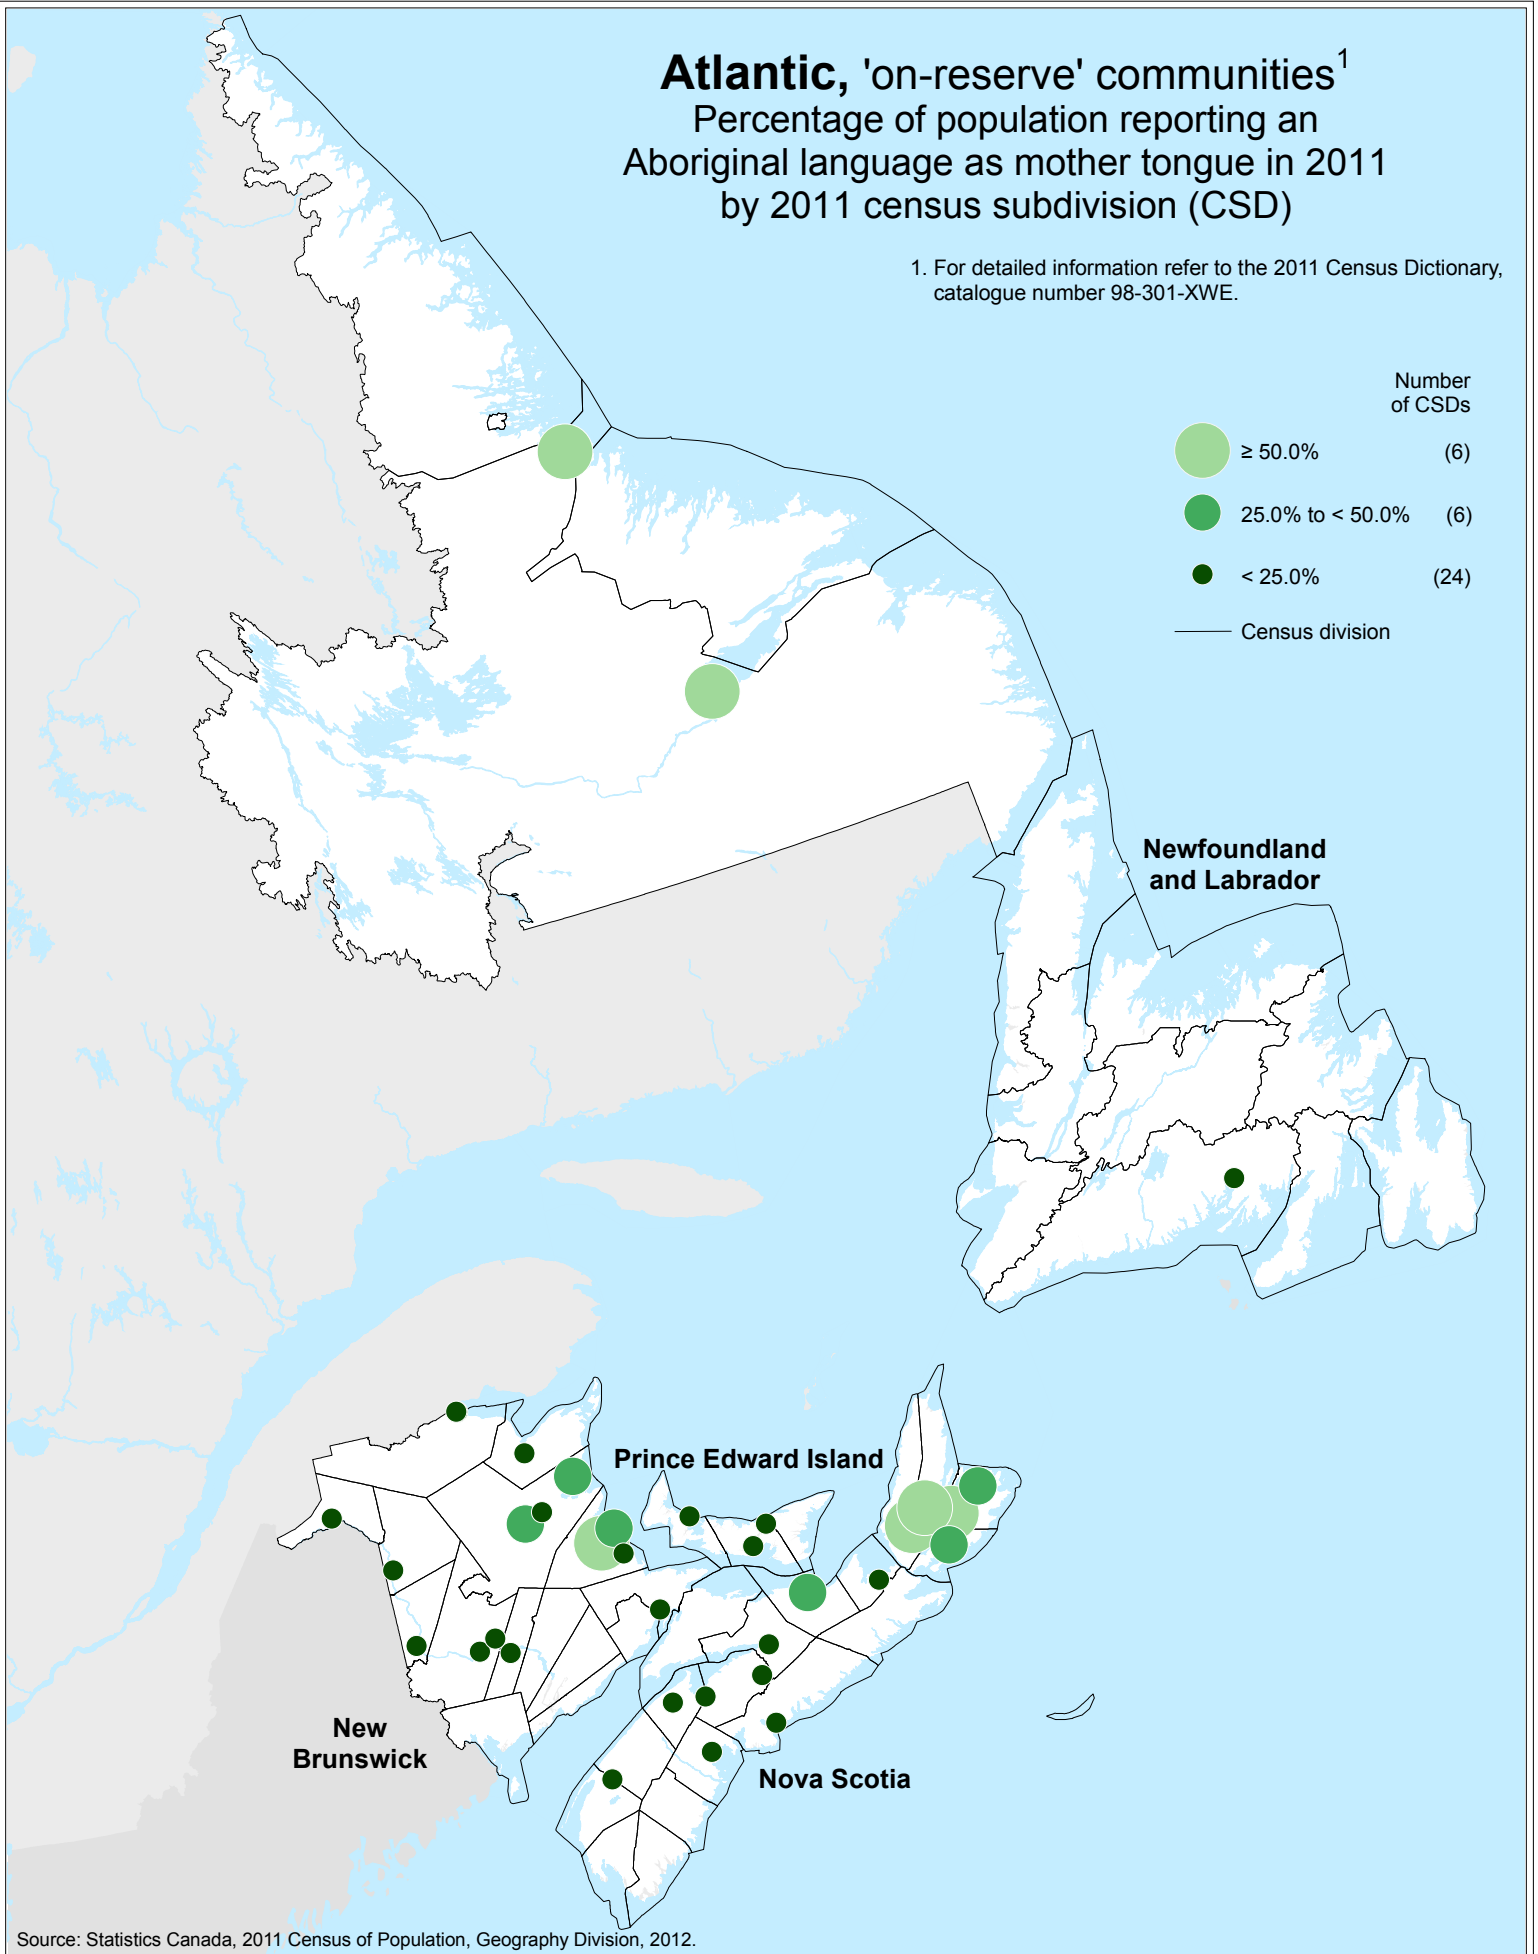 Atlantic, 'on-reserve' communities¹
Percentage of population reporting an
Aboriginal language as mother tongue in 2011
by 2011 census subdivision (CSD)
1. For detailed information refer to the 2011 Census Dictionary,
catalogue number 98-301-XWE.
Number
of CSDs
≥ 50.0% (6)
25.0% to < 50.0% (6)
< 25.0% (24)
Census division
Newfoundland
and Labrador
Prince Edward Island
New
Brunswick
Nova Scotia
Source: Statistics Canada, 2011 Census of Population, Geography Division, 2012.